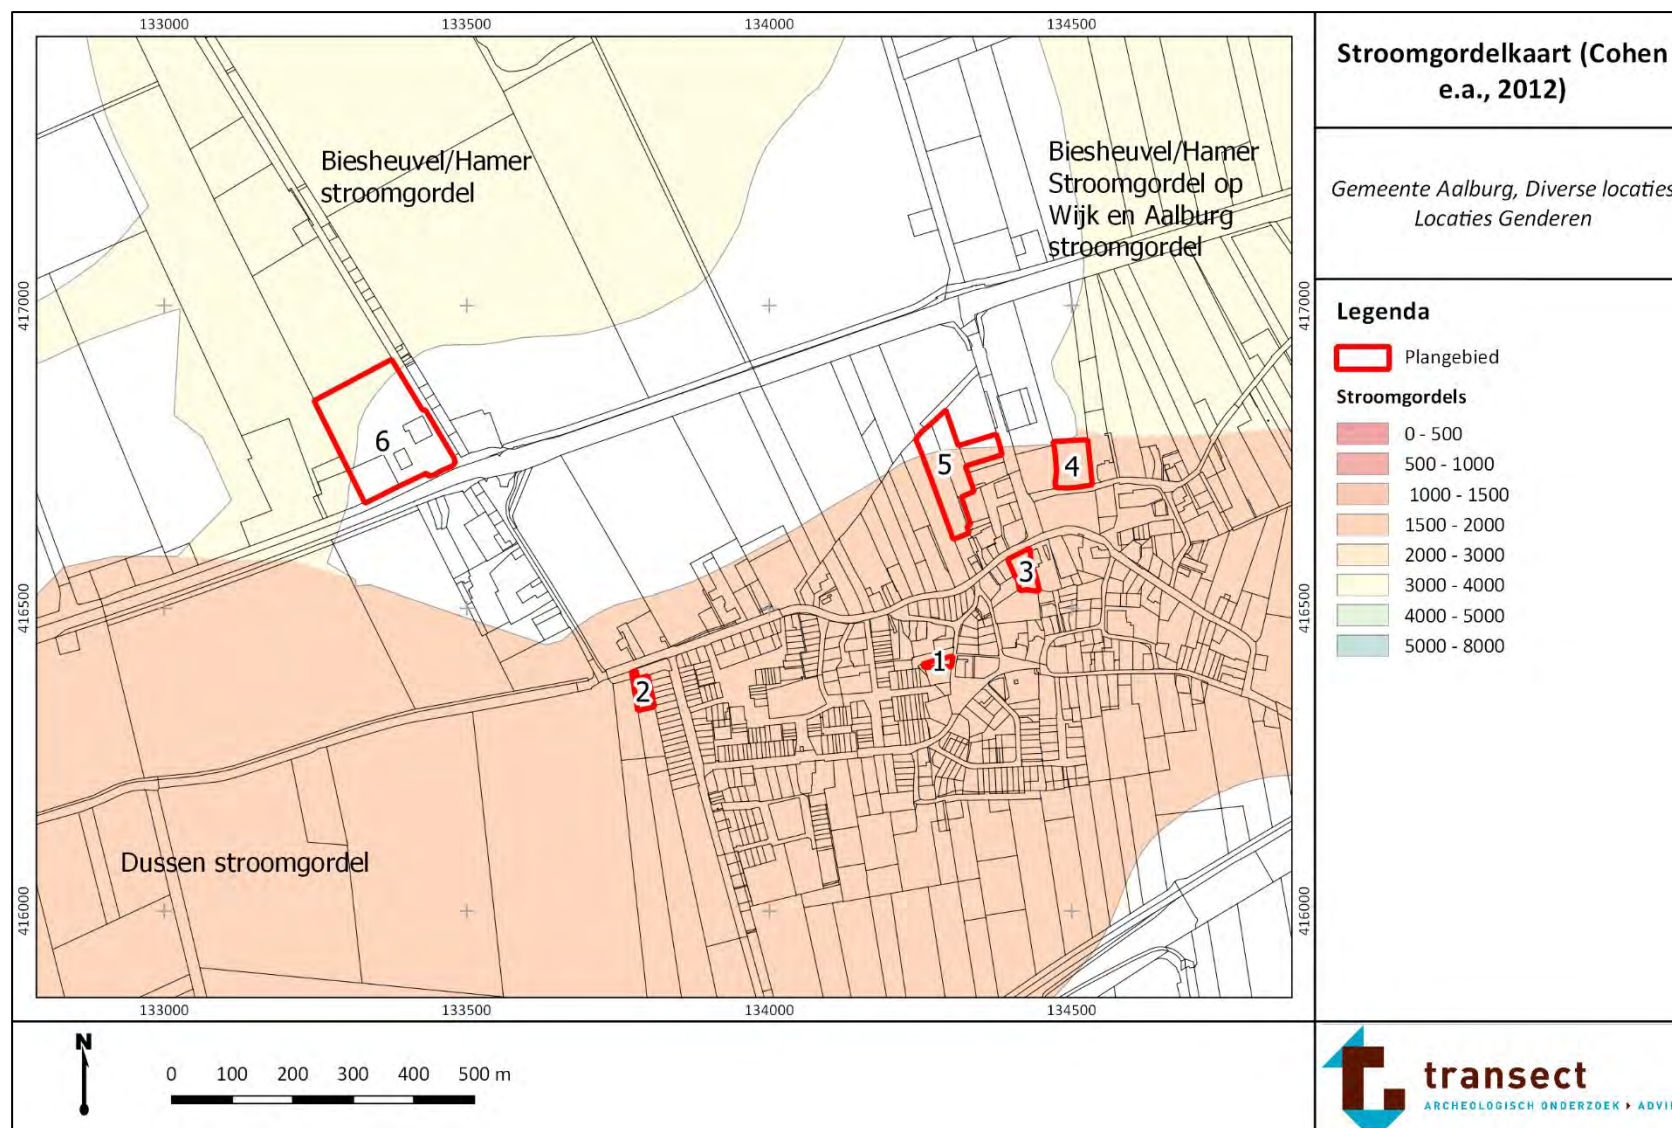 133000
133500
134000
134500
417000
416500
416000
417000
416500
416000
133000
133500
134000
134500
Biesheuvel/Hamer
stroomgordel
Biesheuvel/Hamer
Stroomgordel op
Wijk en Aalburg
stroomgordel
Dussen stroomgordel
6
5
4
3
1
2
Stroomgordelkaart (Cohen
e.a., 2012)
Gemeente Aalburg, Diverse locaties
Locaties Genderen
Legenda
Plangebied
Stroomgordels
0 - 500
500 - 1000
1000 - 1500
1500 - 2000
2000 - 3000
3000 - 4000
4000 - 5000
5000 - 8000
N
0 100 200 300 400 500 m
transect
ARCHEOLOGISCH ONDERZOEK ADVI